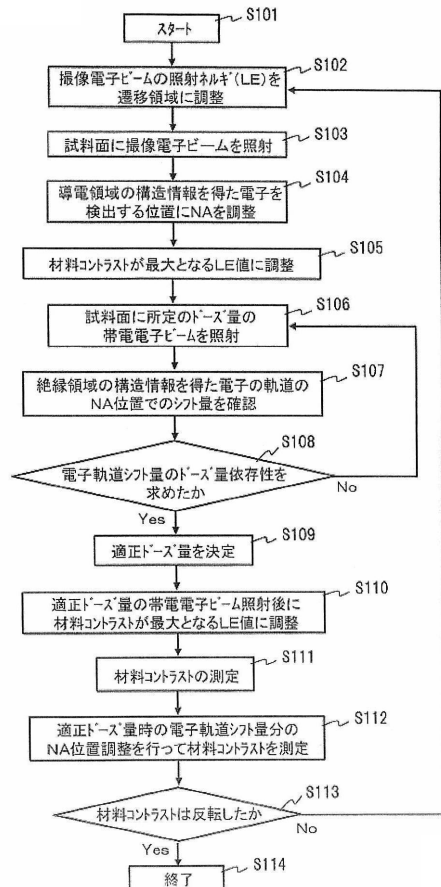 S101
スタート
S102
撮像電子ビームの照射ネルギ(LE)を
遷移領域に調整
S103
試料面に撮像電子ビームを照射
S104
導電領域の構造情報を得た電子を
検出する位置にNAを調整
S105
材料コントラストが最大となるLE値に調整
S106
試料面に所定のドーズ量の
帯電電子ビームを照射
S107
絶縁領域の構造情報を得た電子の軌道の
NA位置でのシフト量を確認
S108
電子軌道シフト量のドーズ量依存性を
求めたか
No
Yes
S109
適正ドーズ量を決定
S110
適正ドーズ量の帯電電子ビーム照射後に
材料コントラストが最大となるLE値に調整
S111
材料コントラストの測定
S112
適正ドーズ量時の電子軌道シフト量分の
NA位置調整を行って材料コントラストを測定
S113
材料コントラストは反転したか
No
Yes
S114
終了